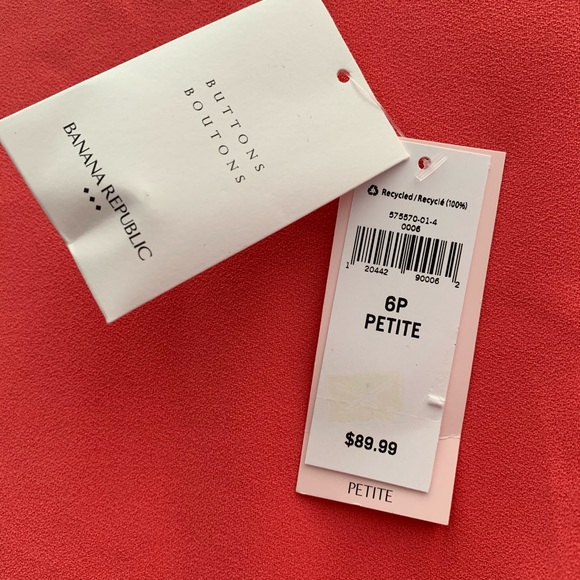 BUTTONS
BOUTONS
BANANA REPUBLIC
Recycled / Recyclé (100%)
575570-01-4
0006
1 20442 90006 2
6P
PETITE
$89.99
PETITE